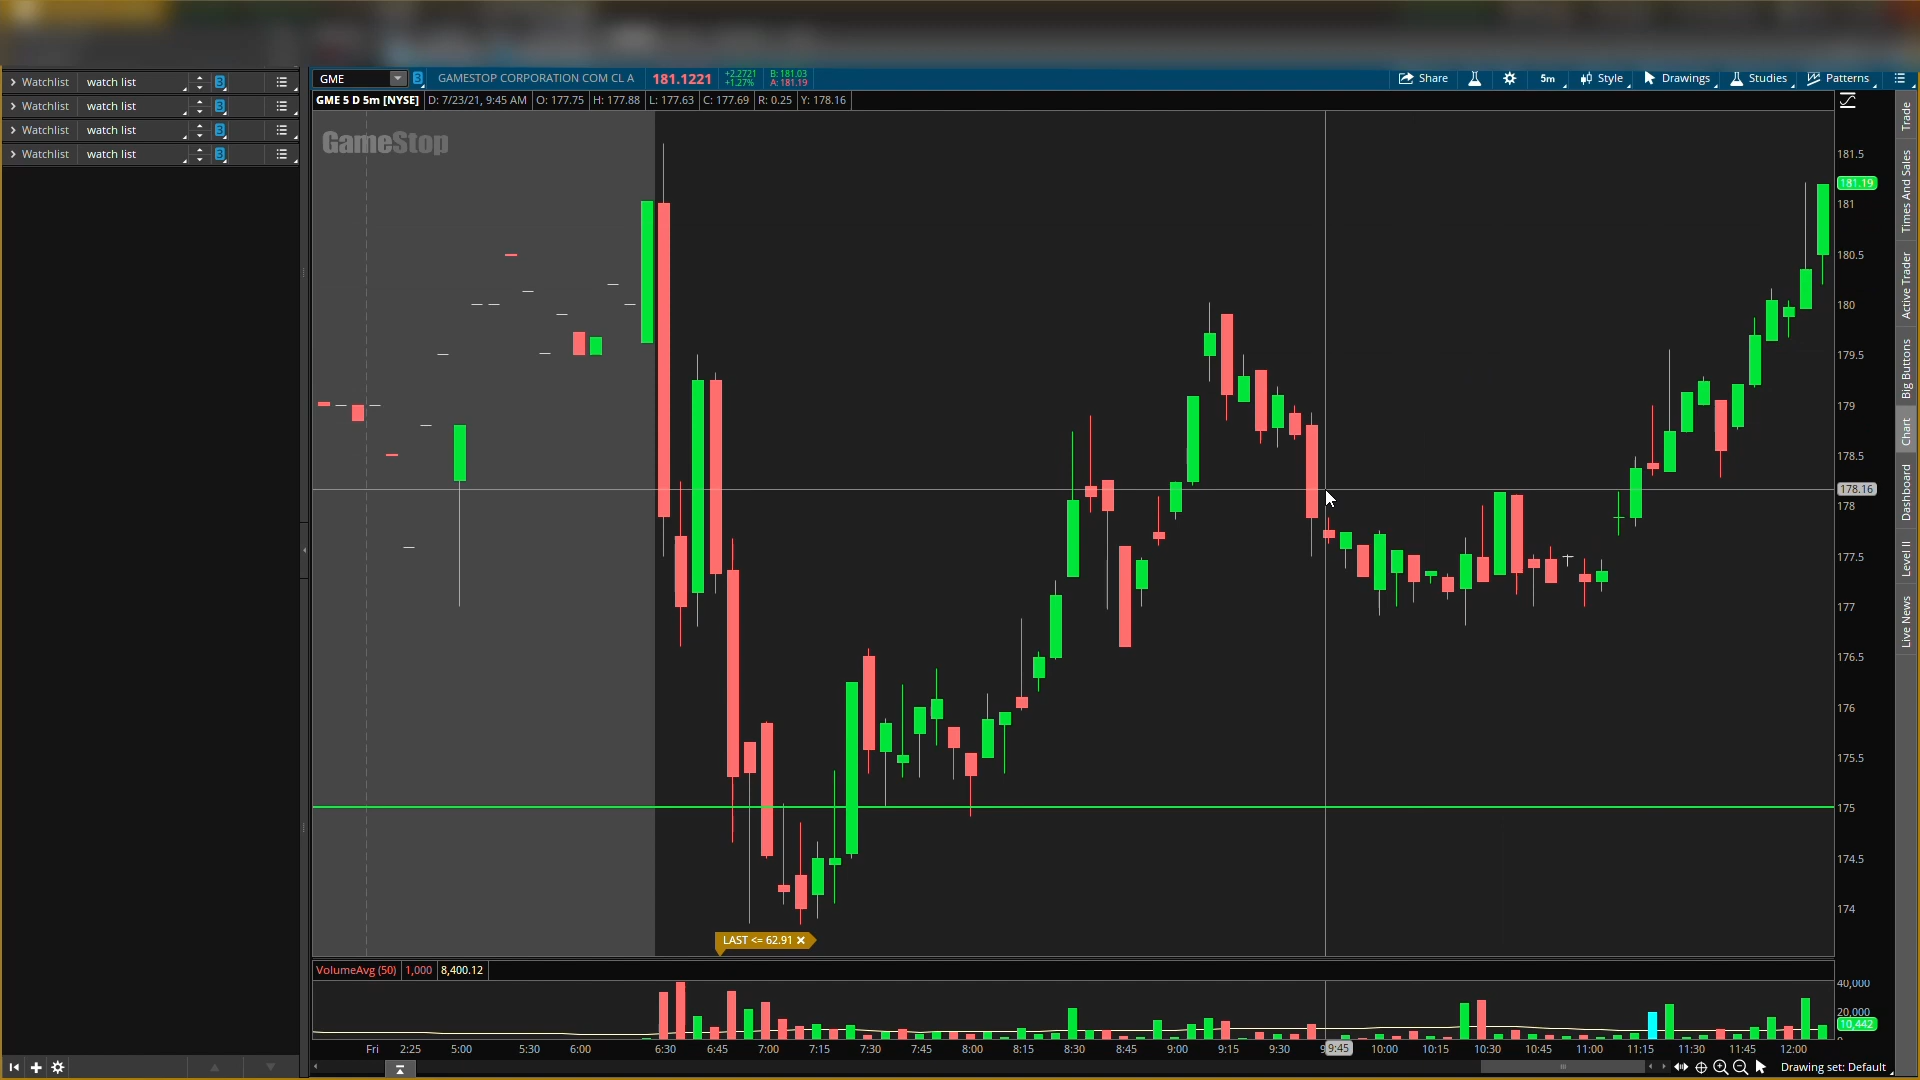 Watchlist watch list 3
Watchlist watch list 3
Watchlist watch list 3
Watchlist watch list 3
GME 3 GAMESTOP CORPORATION COM CL A 181.1221 +2.2721 +1.27% B: 181.03 A: 181.19 Share 5m Style Drawings Studies Patterns
GME 5 D 5m [NYSE] D: 7/23/21, 9:45 AM O: 177.75 H: 177.88 L: 177.63 C: 177.69 R: 0.25 Y: 178.16
GameStop
181.5
181.19
181
180.5
180
179.5
179
178.5
178.16
178
177.5
177
176.5
176
175.5
175
174.5
174
LAST <= 62.91
VolumeAvg (50) 1,000 8,400.12
40,000
20,000
10,442
Fri 2:25 5:00 5:30 6:00 6:30 6:45 7:00 7:15 7:30 7:45 8:00 8:15 8:30 8:45 9:00 9:15 9:30 9:45 10:00 10:15 10:30 10:45 11:00 11:15 11:30 11:45 12:00
Drawing set: Default
Trade
Times And Sales
Active Trader
Big Buttons
Chart
Dashboard
Level II
Live News